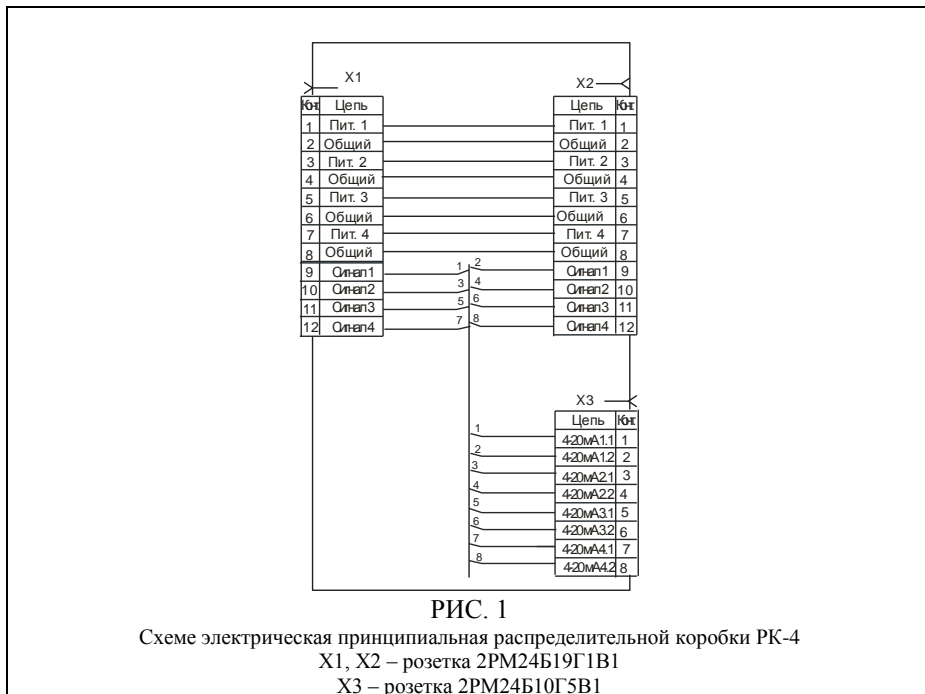 X1 X2
Конт Цепь Цепь Конт
1 Пит. 1 Пит. 1 1
2 Общий Общий 2
3 Пит. 2 Пит. 2 3
4 Общий Общий 4
5 Пит. 3 Пит. 3 5
6 Общий Общий 6
7 Пит. 4 Пит. 4 7
8 Общий Общий 8
9 Сигнал1 1 2 Сигнал1 9
10 Сигнал2 3 4 Сигнал2 10
11 Сигнал3 5 6 Сигнал3 11
12 Сигнал4 7 8 Сигнал4 12
X3
Цепь Конт
1 4-20мА1.1 1
2 4-20мА1.2 2
3 4-20мА2.1 3
4 4-20мА2.2 4
5 4-20мА3.1 5
6 4-20мА3.2 6
7 4-20мА4.1 7
8 4-20мА4.2 8
РИС. 1
Схеме электрическая принципиальная распределительной коробки РК-4
X1, X2 – розетка 2РМ24Б19Г1В1
X3 – розетка 2РМ24Б10Г5В1